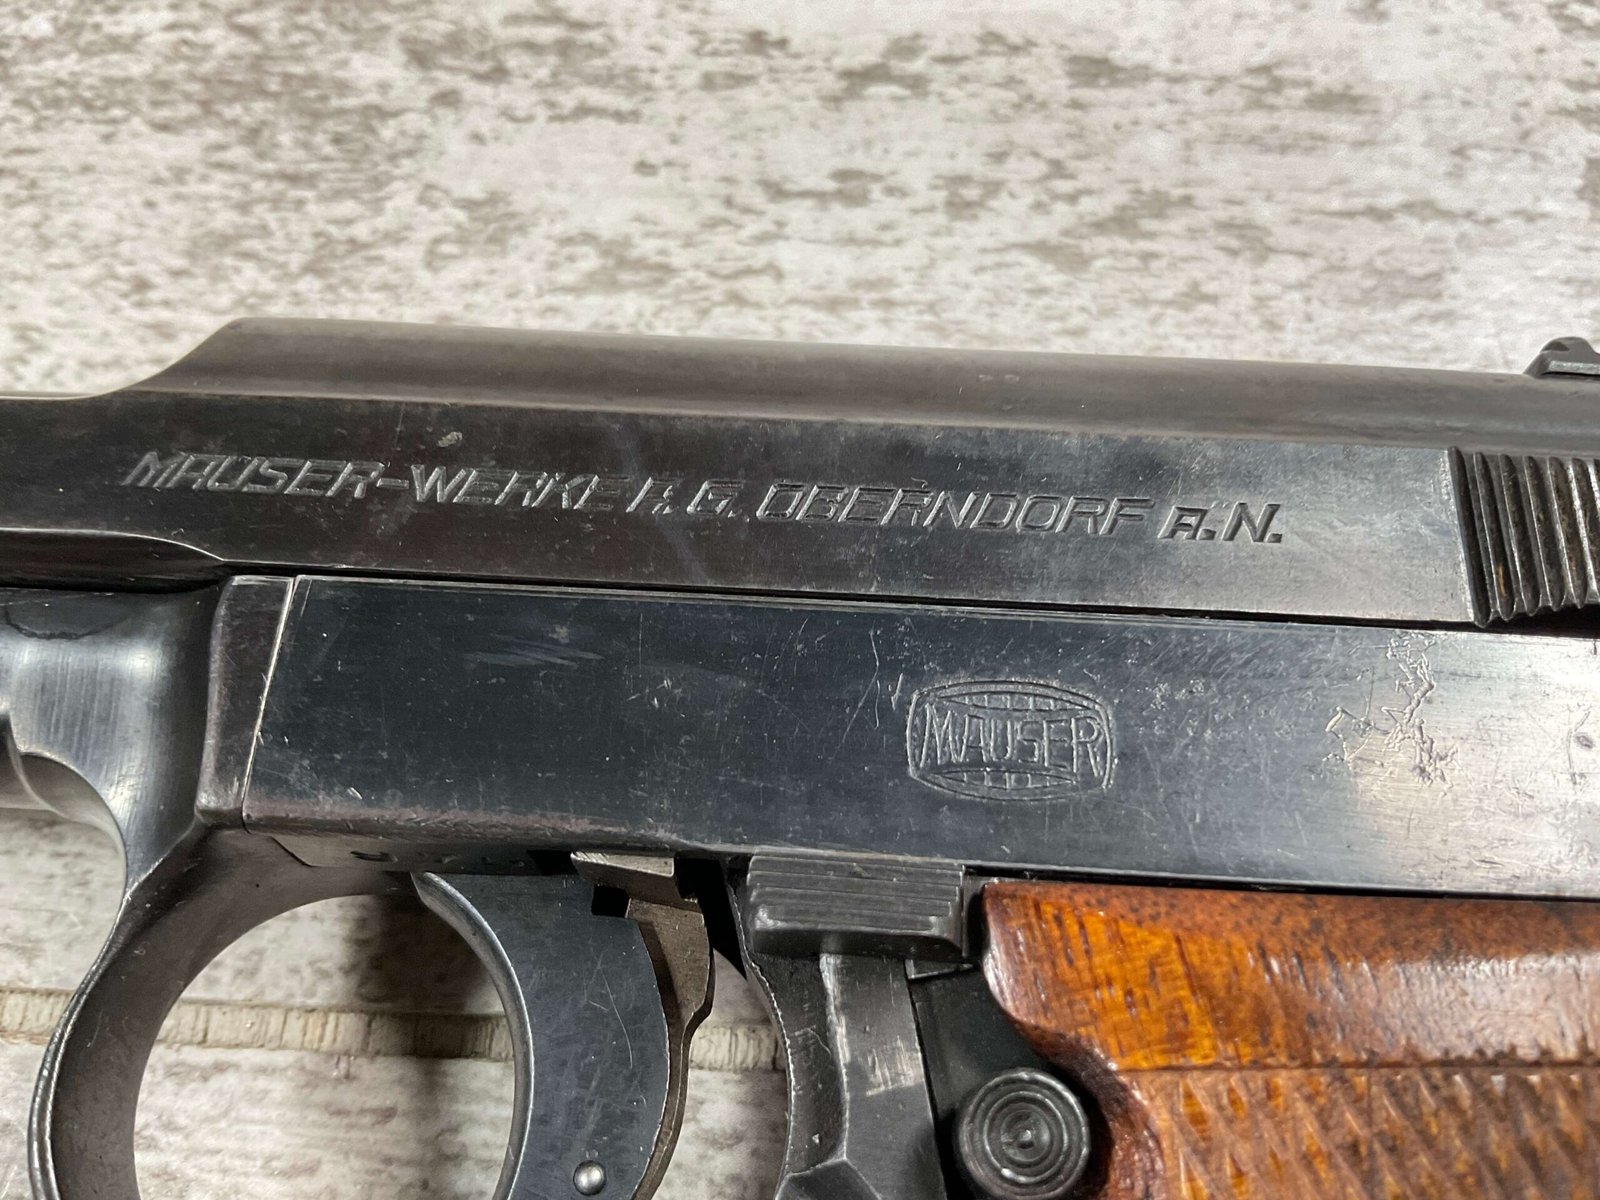 MAUSER-WERKE A.G. OBERNDORF A.N.
MAUSER